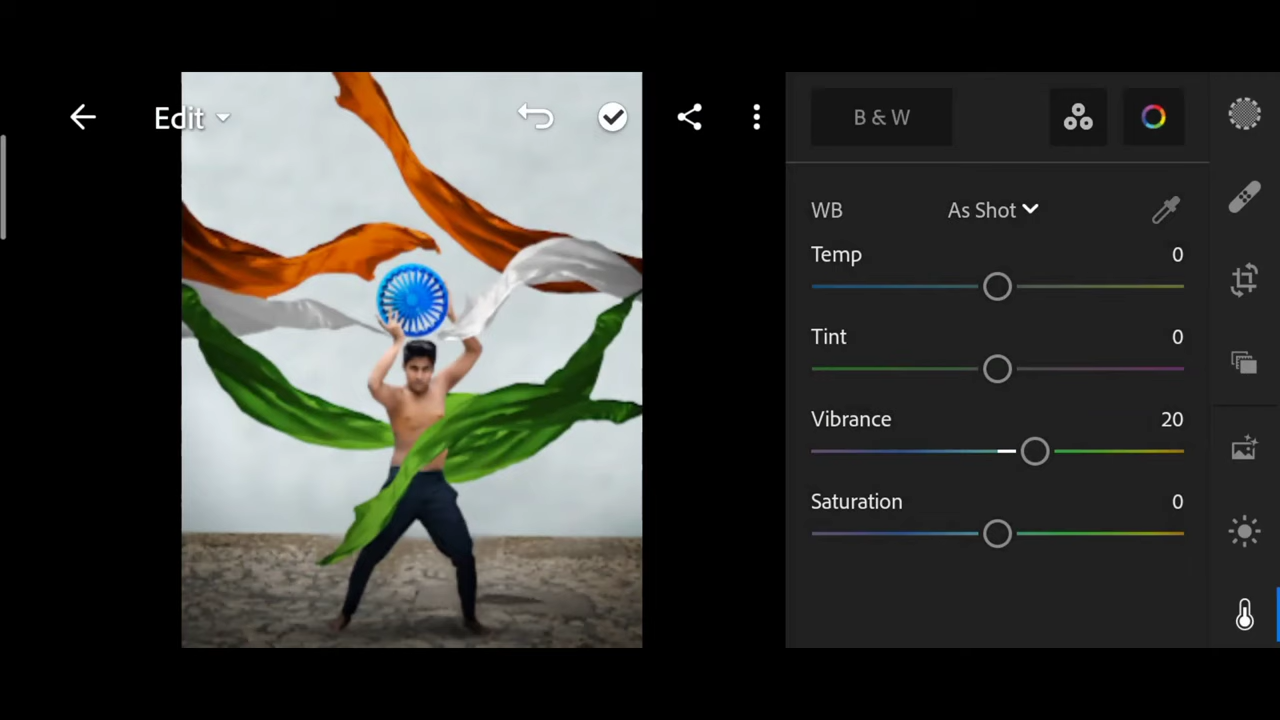 Edit
B & W
WB As Shot
Temp 0
Tint 0
Vibrance 20
Saturation 0